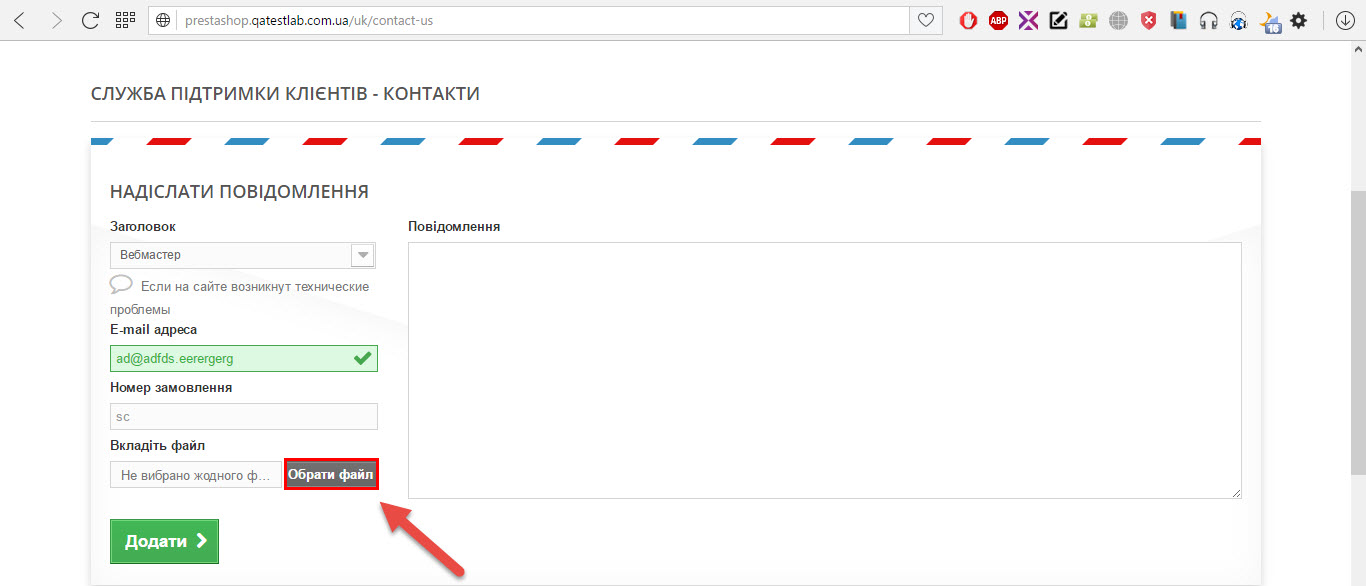 prestashop.qatestlab.com.ua/uk/contact-us
ABP
10
СЛУЖБА ПІДТРИМКИ КЛІЄНТІВ - КОНТАКТИ
НАДІСЛАТИ ПОВІДОМЛЕННЯ
Заголовок
Вебмастер
Если на сайте возникнут технические
проблемы
E-mail адреса
ad@adfds.eerergerg
Номер замовлення
sc
Вкладіть файл
Не вибрано жодного ф...
Обрати файл
Додати
Повідомлення